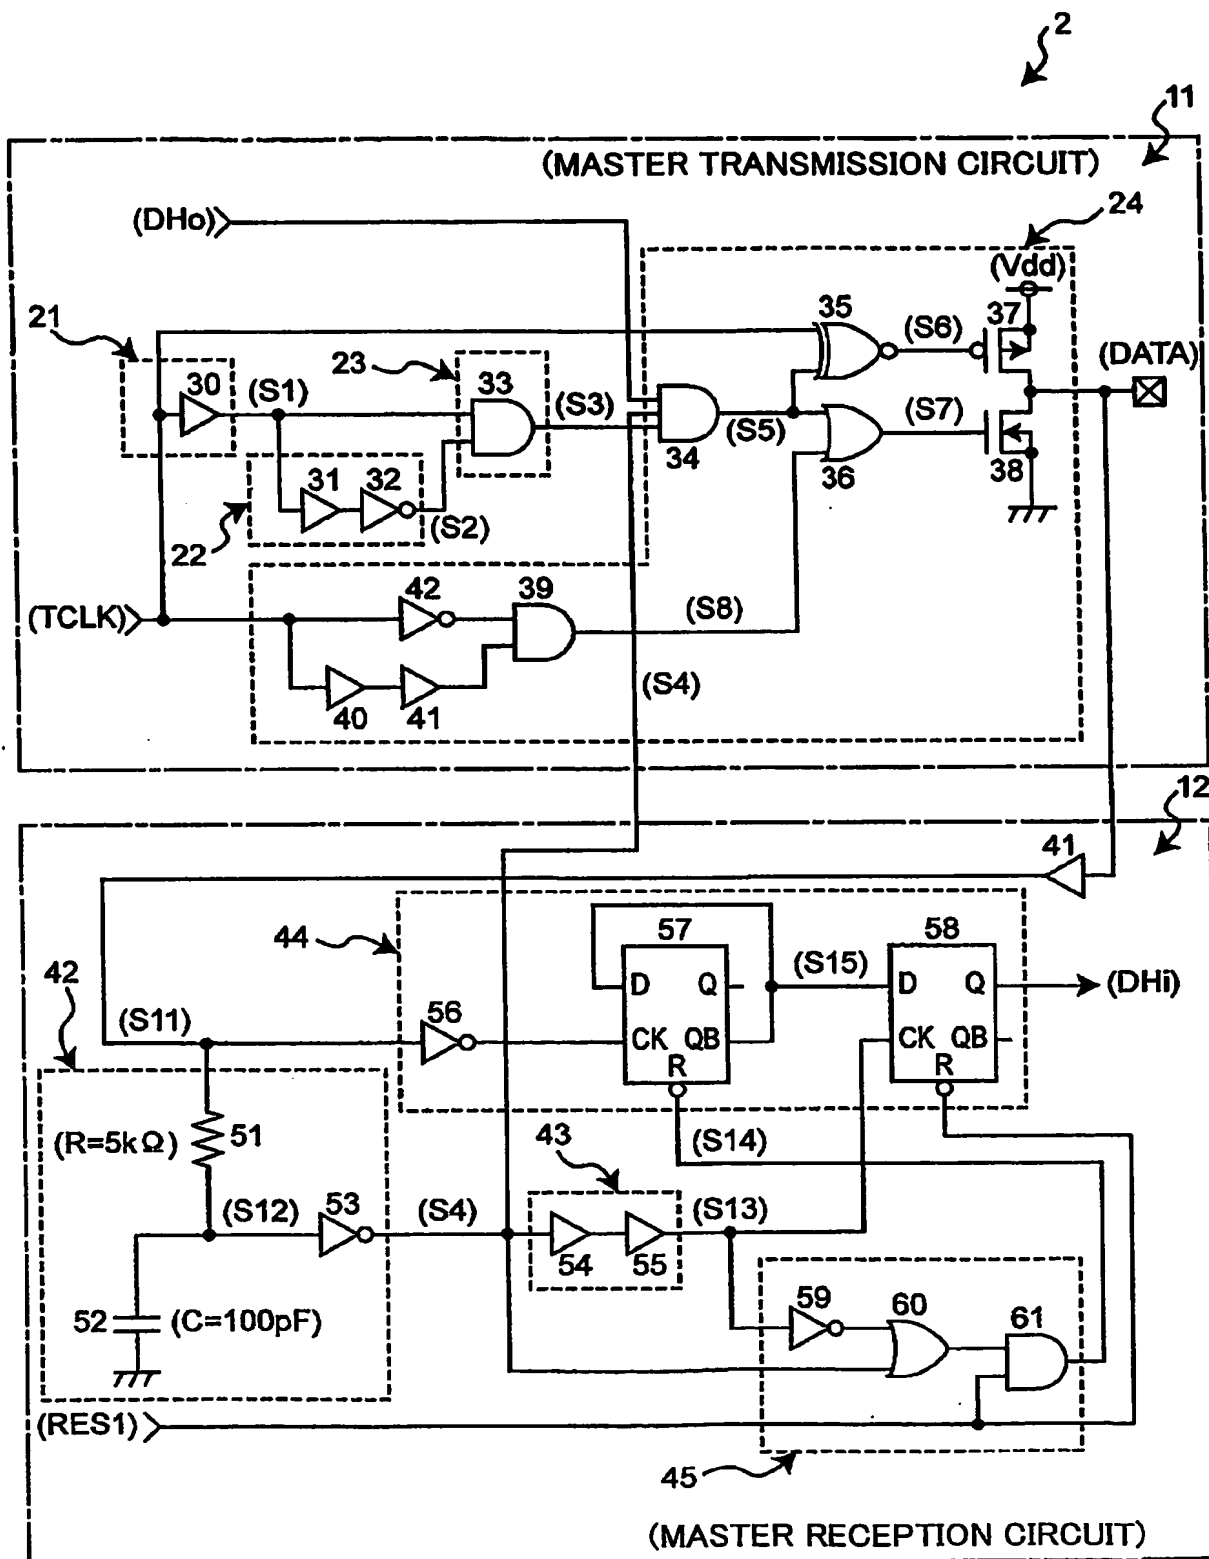 2
11
(MASTER TRANSMISSION CIRCUIT)
(DHo)
24
(Vdd)
21
35
(S6)
37
30
(S1)
23
33
(S3)
(DATA)
34
(S5)
36
(S7)
38
31
32
(S2)
22
42
39
(TCLK)
(S8)
(S4)
40
41
12
41
44
57
58
D
Q
(S15)
D
Q
(DHi)
42
(S11)
56
CK
QB
CK
QB
R
R
(R=5kΩ)
51
43
(S14)
(S12)
53
(S4)
(S13)
54
55
52
(C=100pF)
59
60
61
(RES1)
45
(MASTER RECEPTION CIRCUIT)